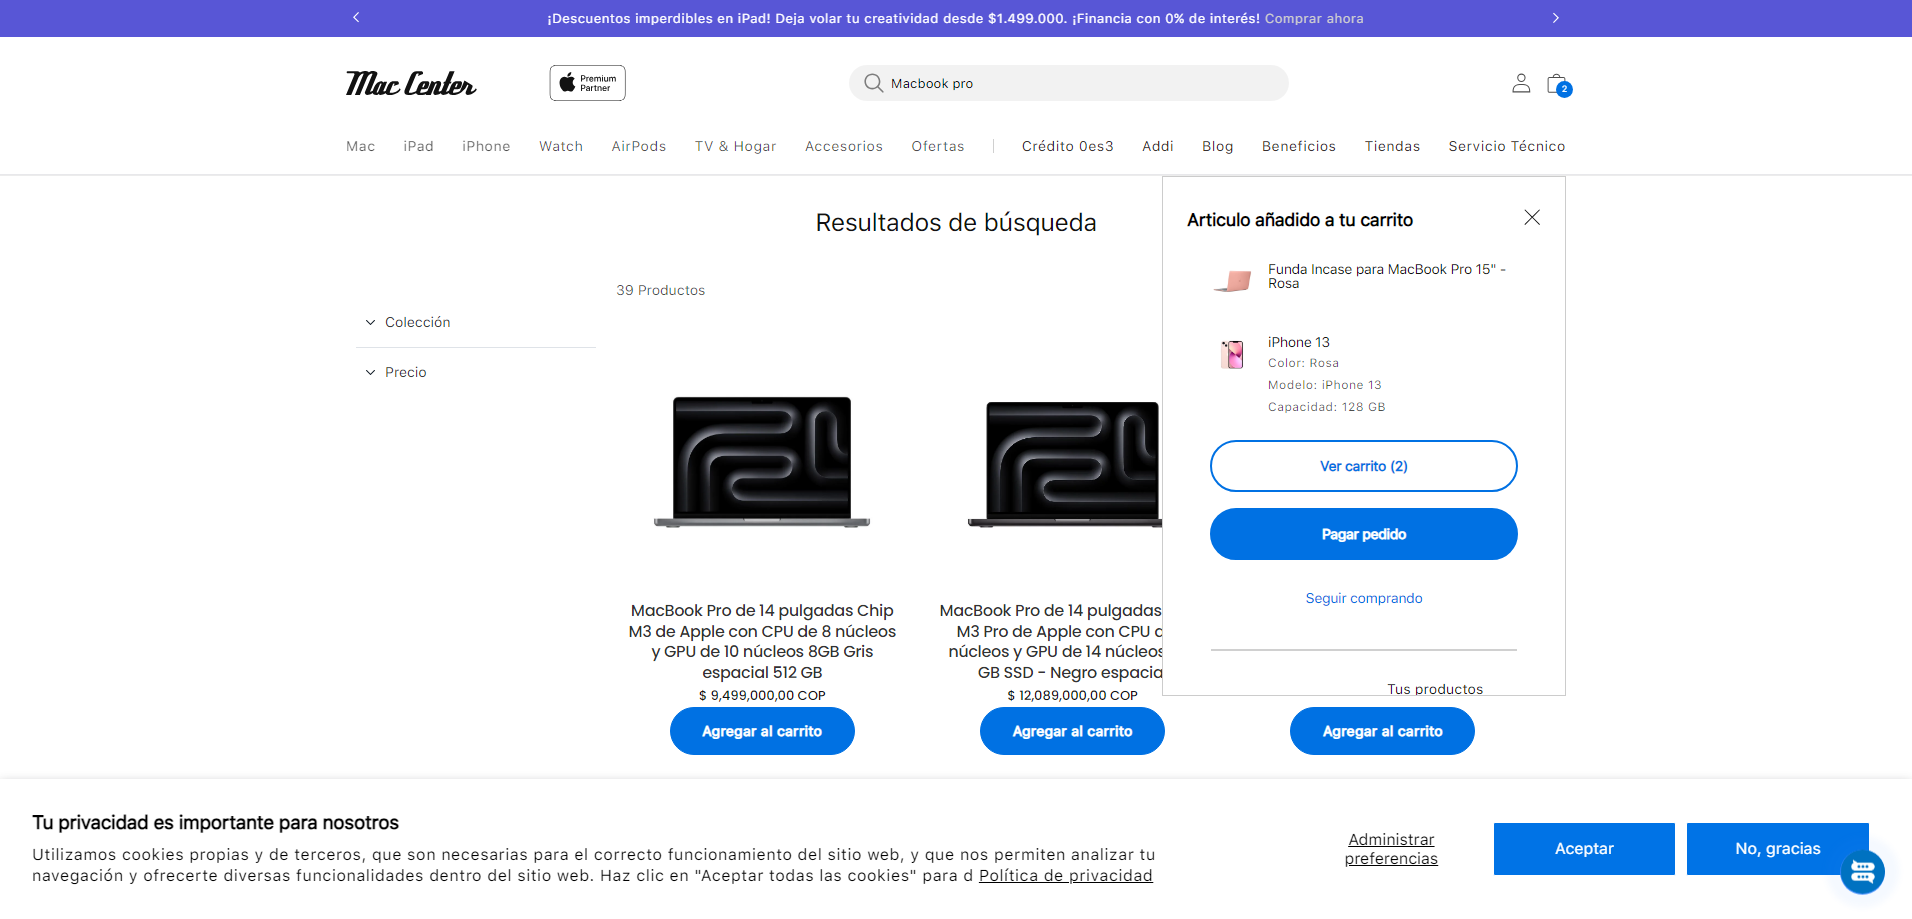 ¡Descuentos imperdibles en iPad! Deja volar tu creatividad desde $1.499.000. ¡Financia con 0% de interés! Comprar ahora
Mac Center
Premium
Partner
Macbook pro
2
Mac iPad iPhone Watch AirPods TV & Hogar Accesorios Ofertas Crédito 0es3 Addi Blog Beneficios Tiendas Servicio Técnico
Resultados de búsqueda
39 Productos
Colección
Precio
MacBook Pro de 14 pulgadas Chip
M3 de Apple con CPU de 8 núcleos
y GPU de 10 núcleos 8GB Gris
espacial 512 GB
$ 9,499,000,00 COP
Agregar al carrito
MacBook Pro de 14 pulgadas
M3 Pro de Apple con CPU
núcleos y GPU de 14 núcleos
GB SSD - Negro espacia
$ 12,089,000,00 COP
Agregar al carrito
Agregar al carrito
Articulo añadido a tu carrito
Funda Incase para MacBook Pro 15" -
Rosa
iPhone 13
Color: Rosa
Modelo: iPhone 13
Capacidad: 128 GB
Ver carrito (2)
Pagar pedido
Seguir comprando
Tus productos
Tu privacidad es importante para nosotros
Utilizamos cookies propias y de terceros, que son necesarias para el correcto funcionamiento del sitio web, y que nos permiten analizar tu
navegación y ofrecerte diversas funcionalidades dentro del sitio web. Haz clic en "Aceptar todas las cookies" para d Política de privacidad
Administrar
preferencias
Aceptar
No, gracias